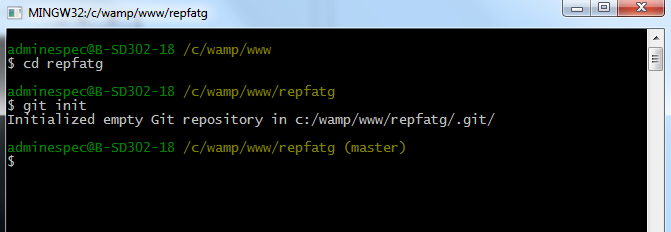 MINGW32:/c/wamp/www/repfatg
adminespec@B-SD302-18 /c/wamp/www
$ cd repfatg
adminespec@B-SD302-18 /c/wamp/www/repfatg
$ git init
Initialized empty Git repository in c:/wamp/www/repfatg/.git/
adminespec@B-SD302-18 /c/wamp/www/repfatg (master)
$